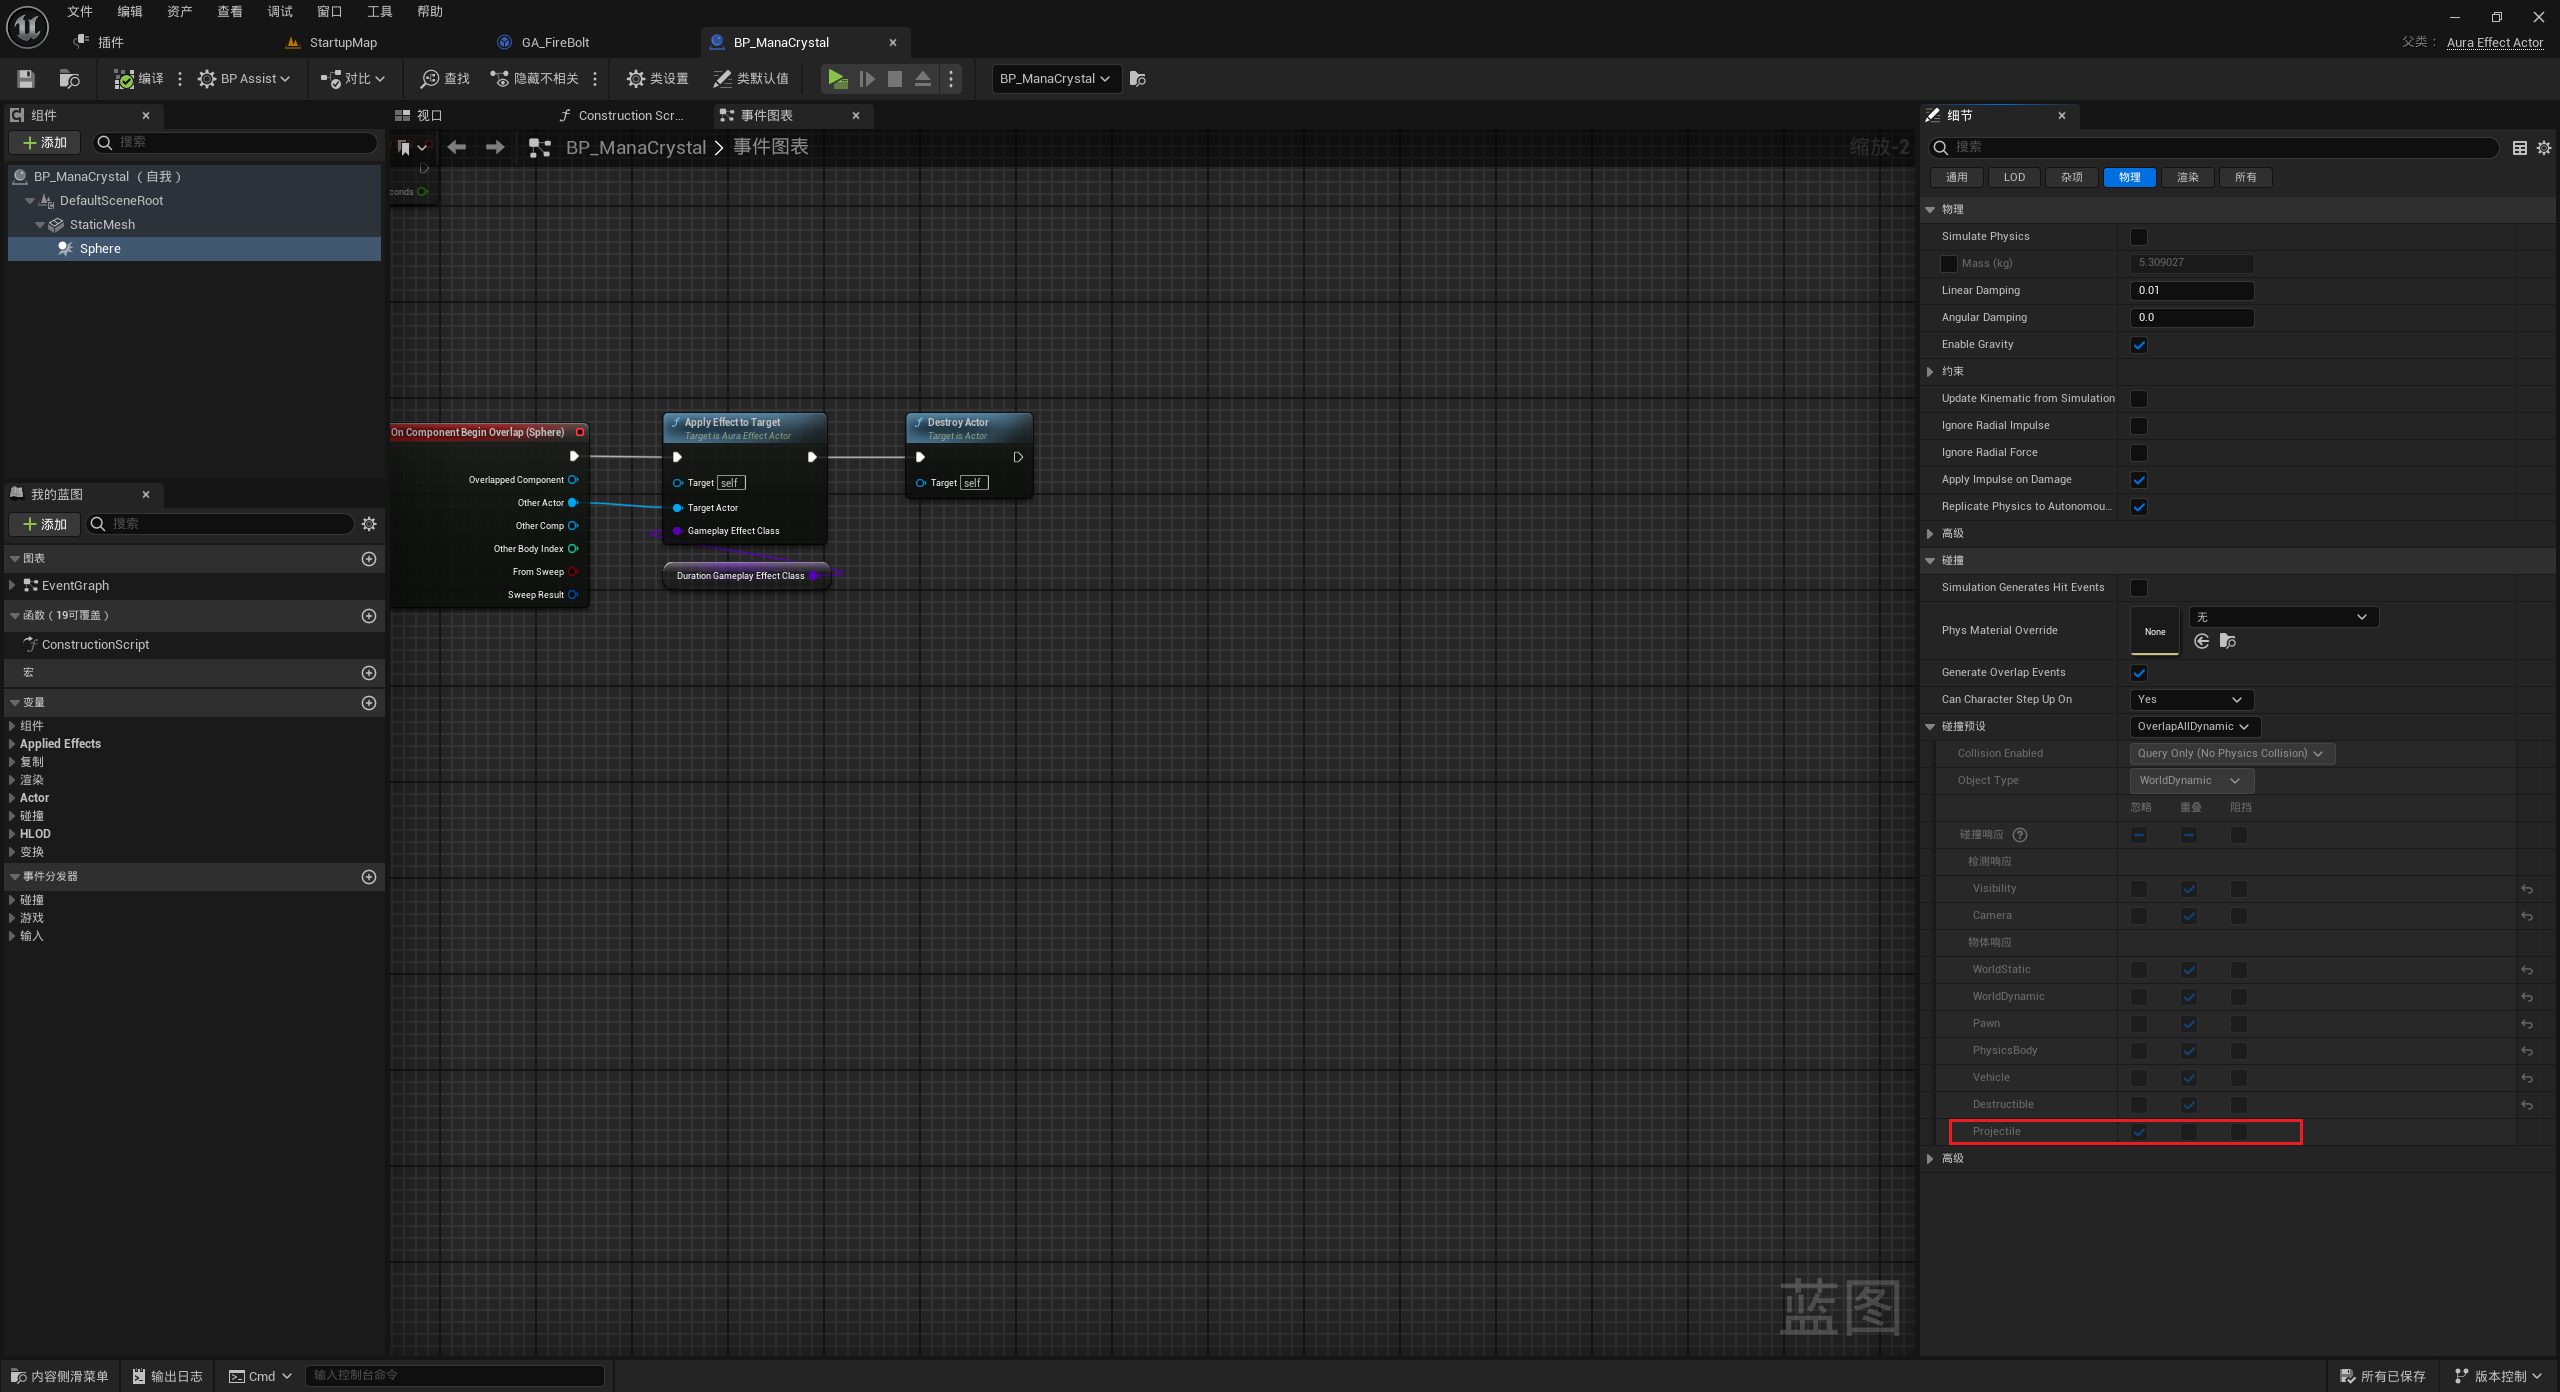 文件 编辑 资产 查看 调试 窗口 工具 帮助
插件 StartupMap GA_FireBolt BP_ManaCrystal
父类： Aura Effect Actor
编译 BP Assist 对比 查找 隐藏不相关 类设置 类默认值 BP_ManaCrystal
组件
添加 搜索
BP_ManaCrystal （自我）
DefaultSceneRoot
StaticMesh
Sphere
我的蓝图
添加 搜索
图表
EventGraph
函数（19可覆盖）
ConstructionScript
宏
变量
组件
Applied Effects
复制
渲染
Actor
碰撞
HLOD
变换
事件分发器
碰撞
游戏
输入
视口 Construction Scr... 事件图表
BP_ManaCrystal > 事件图表 缩放-2
conds
On Component Begin Overlap (Sphere)
Overlapped Component
Other Actor
Other Comp
Other Body Index
From Sweep
Sweep Result
Apply Effect to Target
Target is Aura Effect Actor
Target self
Target Actor
Gameplay Effect Class
Duration Gameplay Effect Class
Destroy Actor
Target is Actor
Target self
蓝图
细节
搜索
通用 LOD 杂项 物理 渲染 所有
物理
Simulate Physics
Mass (kg) 5.309027
Linear Damping 0.01
Angular Damping 0.0
Enable Gravity
约束
Update Kinematic from Simulation
Ignore Radial Impulse
Ignore Radial Force
Apply Impulse on Damage
Replicate Physics to Autonomou...
高级
碰撞
Simulation Generates Hit Events
Phys Material Override None 无
Generate Overlap Events
Can Character Step Up On Yes
碰撞预设 OverlapAllDynamic
Collision Enabled Query Only (No Physics Collision)
Object Type WorldDynamic
忽略 重叠 阻挡
碰撞响应
检测响应
Visibility
Camera
物体响应
WorldStatic
WorldDynamic
Pawn
PhysicsBody
Vehicle
Destructible
Projectile
高级
内容侧滑菜单 输出日志 Cmd 输入控制台命令 所有已保存 版本控制